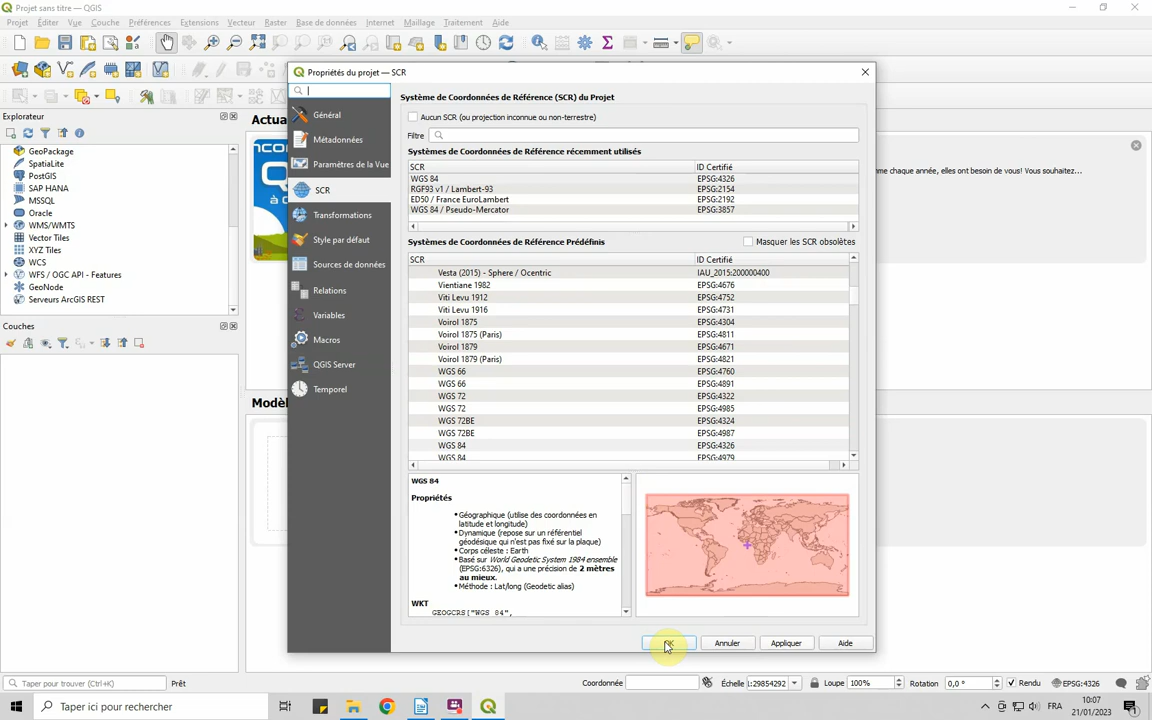 Projet sans titre — QGIS
Projet Éditer Vue Couche Préférences Extensions Vecteur Raster Base de données Internet Maillage Traitement Aide
Explorateur
GeoPackage
SpatiaLite
PostGIS
SAP HANA
MSSQL
Oracle
WMS/WMTS
Vector Tiles
XYZ Tiles
WCS
WFS / OGC API - Features
GeoNode
Serveurs ArcGIS REST
Couches
Actua
me chaque année, elles ont besoin de vous! Vous souhaitez...
Modèl
Propriétés du projet — SCR
Général
Métadonnées
Paramètres de la Vue
SCR
Transformations
Style par défaut
Sources de données
Relations
Variables
Macros
QGIS Server
Temporel
Système de Coordonnées de Référence (SCR) du Projet
Aucun SCR (ou projection inconnue ou non-terrestre)
Filtre
Systèmes de Coordonnées de Référence récemment utilisés
SCR ID Certifié
WGS 84 EPSG:4326
RGF93 v1 / Lambert-93 EPSG:2154
ED50 / France EuroLambert EPSG:2192
WGS 84 / Pseudo-Mercator EPSG:3857
Systèmes de Coordonnées de Référence Prédéfinis Masquer les SCR obsolètes
SCR ID Certifié
Vesta (2015) - Sphere / Ocentric IAU_2015:200000400
Vientiane 1982 EPSG:4676
Viti Levu 1912 EPSG:4752
Viti Levu 1916 EPSG:4731
Voirol 1875 EPSG:4304
Voirol 1875 (Paris) EPSG:4811
Voirol 1879 EPSG:4671
Voirol 1879 (Paris) EPSG:4821
WGS 66 EPSG:4760
WGS 66 EPSG:4891
WGS 72 EPSG:4322
WGS 72 EPSG:4985
WGS 72BE EPSG:4324
WGS 72BE EPSG:4987
WGS 84 EPSG:4326
WGS 84 EPSG:4979
WGS 84
Propriétés
Géographique (utilise des coordonnées en
latitude et longitude)
Dynamique (repose sur un référentiel
géodésique qui n'est pas fixé sur la plaque)
Corps céleste : Earth
Basé sur World Geodetic System 1984 ensemble
(EPSG:6326), qui a une précision de 2 mètres
au mieux.
Méthode : Lat/long (Geodetic alias)
WKT
GEOGCRS["WGS 84",
OK Annuler Appliquer Aide
Taper pour trouver (Ctrl+K) Prêt Coordonnée Échelle 1:29854292 Loupe 100% Rotation 0,0 ° Rendu EPSG:4326
Taper ici pour rechercher FRA 10:07
21/01/2023